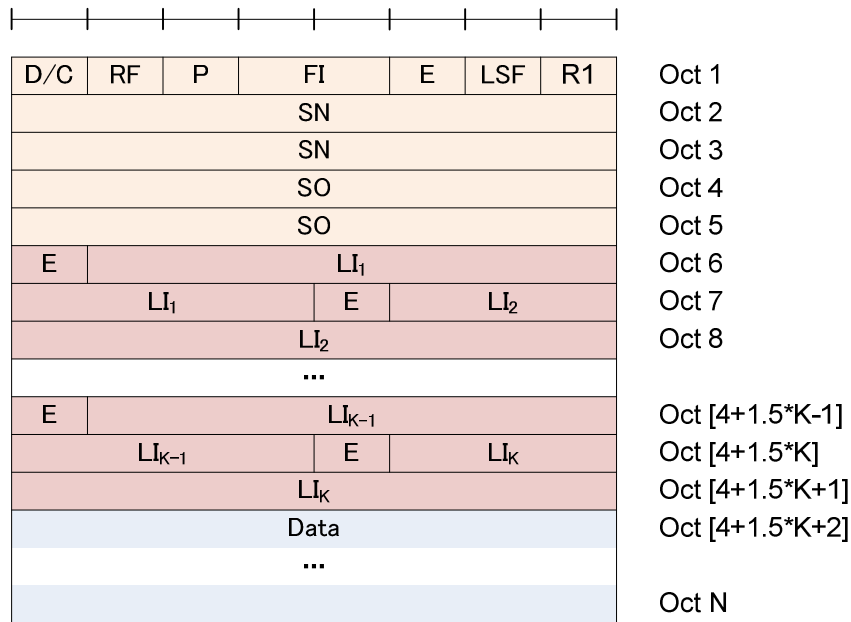 D/C RF P FI E LSF R1 Oct 1
SN Oct 2
SN Oct 3
SO Oct 4
SO Oct 5
E LI₁ Oct 6
LI₁ E LI₂ Oct 7
LI₂ Oct 8
...
E LIK-1 Oct [4+1.5*K-1]
LIK-1 E LIK Oct [4+1.5*K]
LIK Oct [4+1.5*K+1]
Data Oct [4+1.5*K+2]
...
Oct N